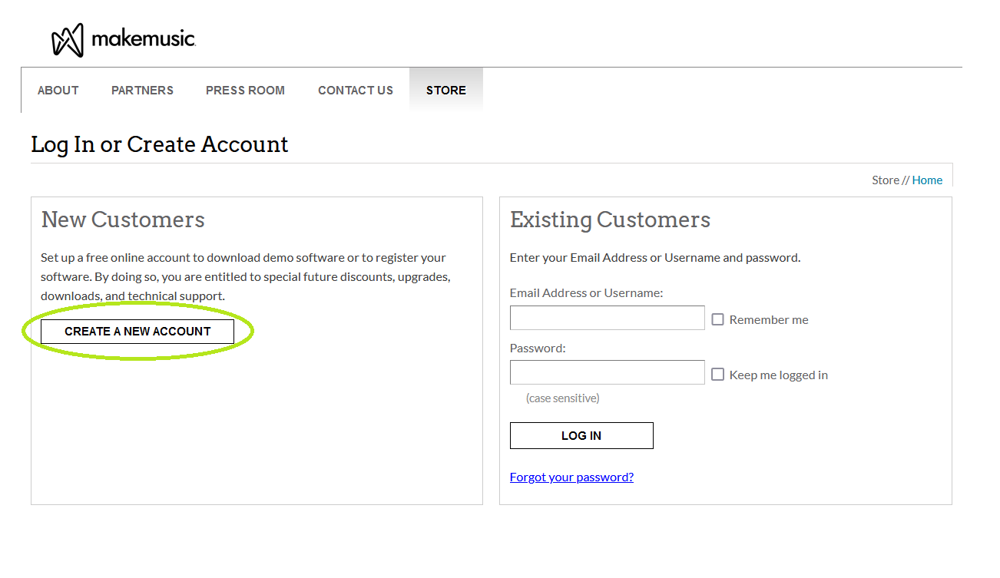 makemusic
ABOUT PARTNERS PRESS ROOM CONTACT US STORE
Log In or Create Account
Store // Home
New Customers
Set up a free online account to download demo software or to register your
software. By doing so, you are entitled to special future discounts, upgrades,
downloads, and technical support.
CREATE A NEW ACCOUNT
Existing Customers
Enter your Email Address or Username and password.
Email Address or Username:
Remember me
Password:
Keep me logged in
(case sensitive)
LOG IN
Forgot your password?